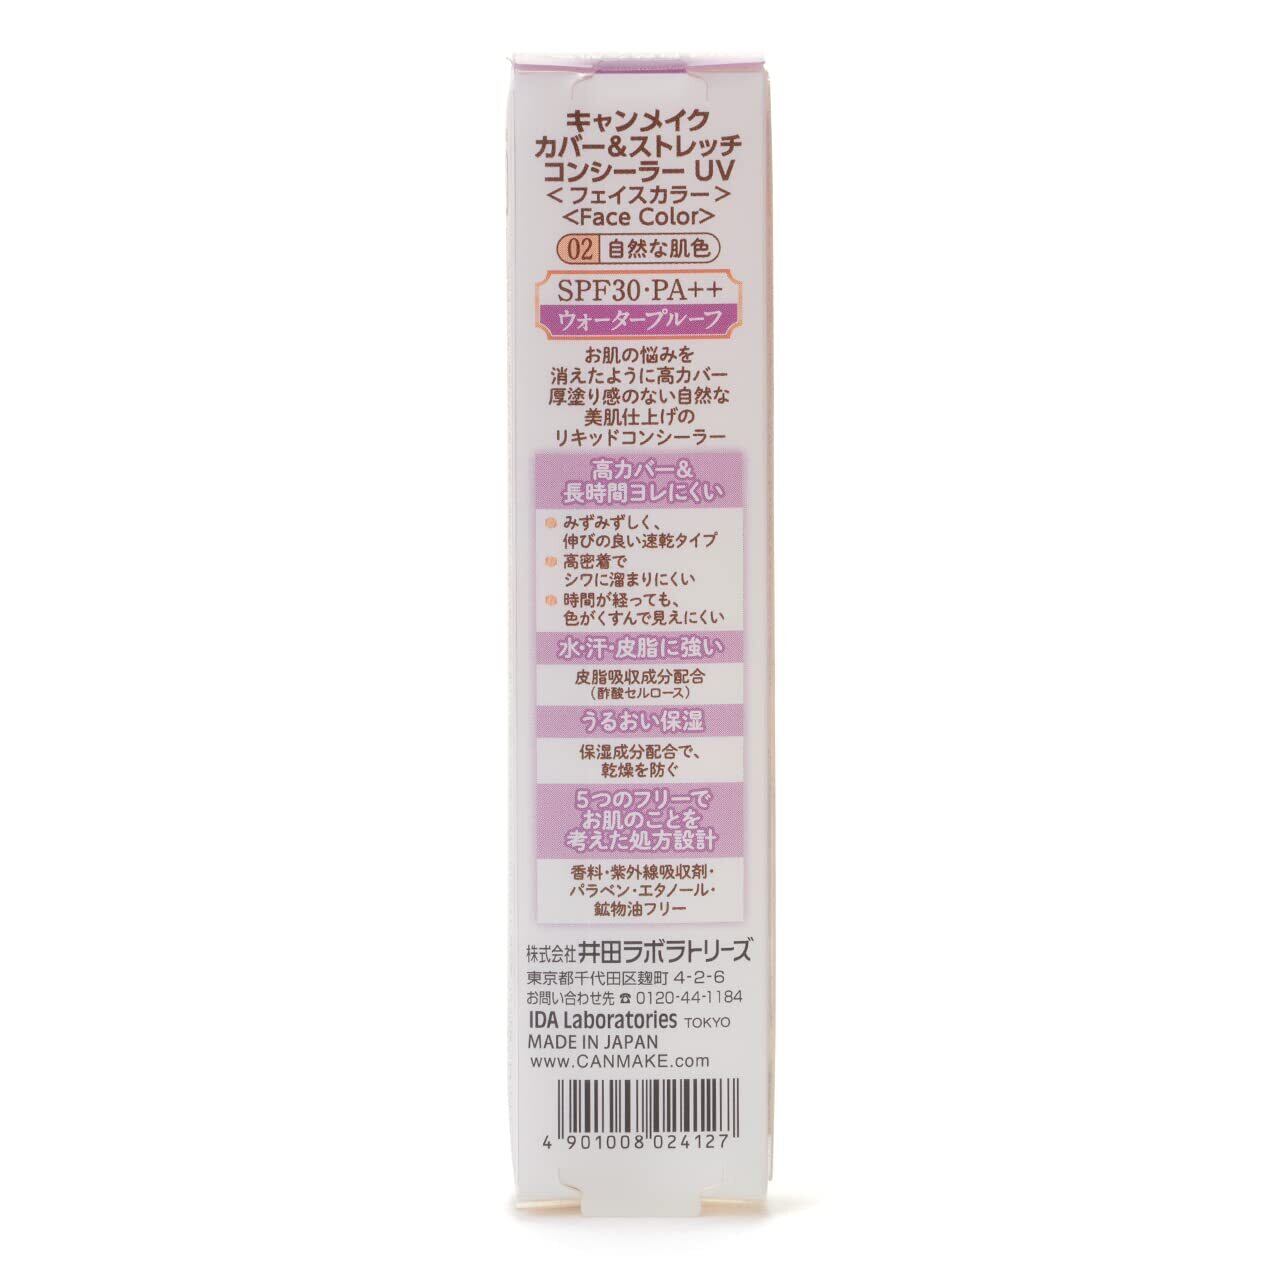 キャンメイク
カバー&ストレッチ
コンシーラー UV
<フェイスカラー>
<Face Color>
02 自然な肌色
SPF30・PA++
ウォータープルーフ
お肌の悩みを
消えたように高カバー
厚塗り感のない自然な
美肌仕上げの
リキッドコンシーラー
高カバー&
長時間ヨレにくい
みずみずしく、
伸びの良い速乾タイプ
高密着で
シワに溜まりにくい
時間が経っても、
色がくすんで見えにくい
水・汗・皮脂に強い
皮脂吸収成分配合
(酢酸セルロース)
うるおい保湿
保湿成分配合で、
乾燥を防ぐ
5つのフリーで
お肌のことを
考えた処方設計
香料・紫外線吸収剤・
パラベン・エタノール・
鉱物油フリー
株式会社 井田ラボラトリーズ
東京都千代田区麹町 4-2-6
お問い合わせ先 ☎ 0120-44-1184
IDA Laboratories TOKYO
MADE IN JAPAN
www.CANMAKE.com
4 901008 024127